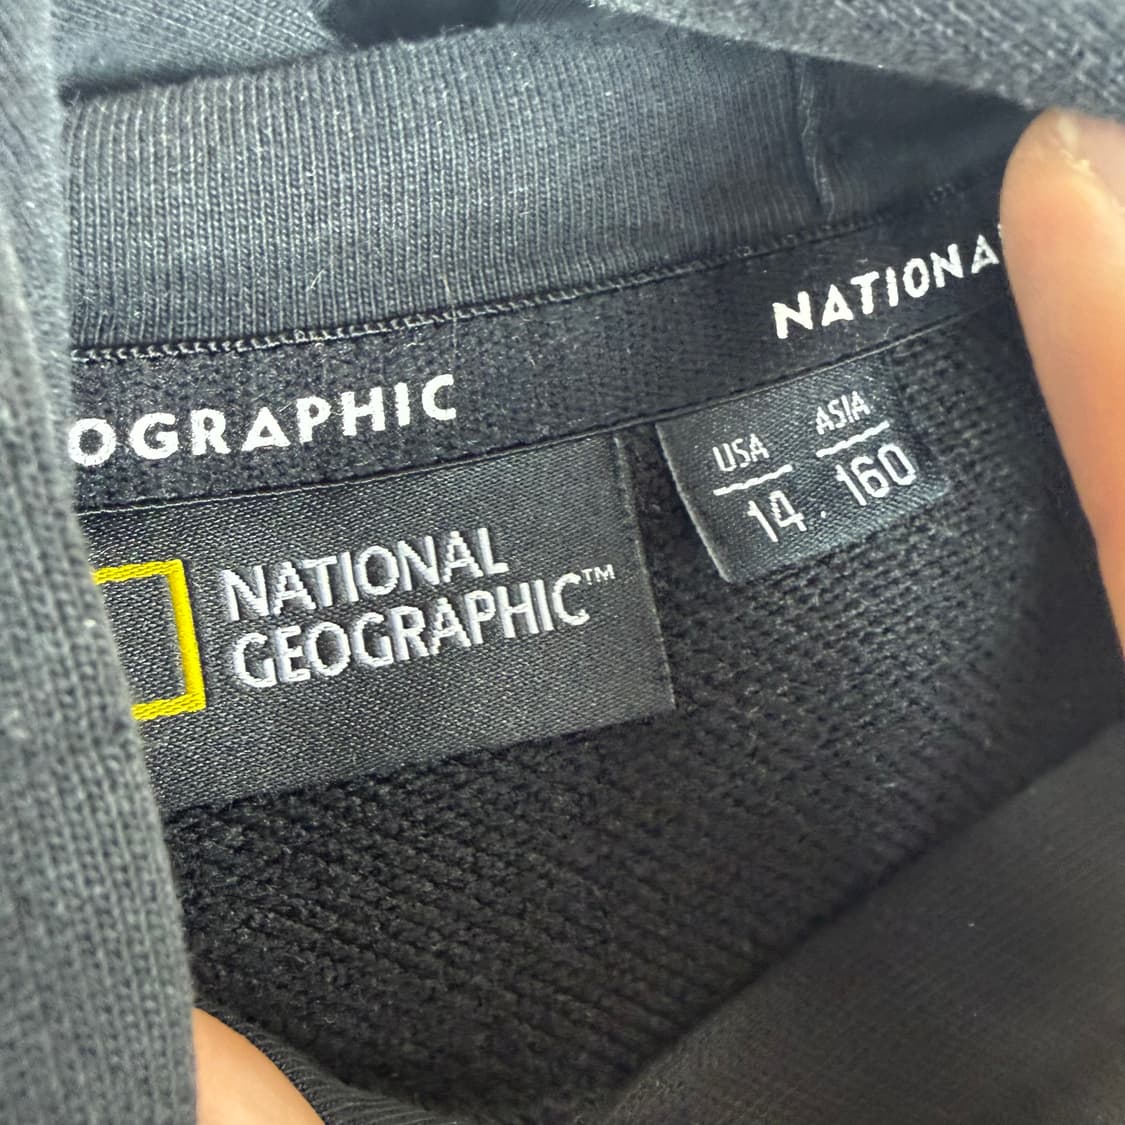 NATIONA
OGRAPHIC
USA ASIA
14 . 160
NATIONAL
GEOGRAPHIC™